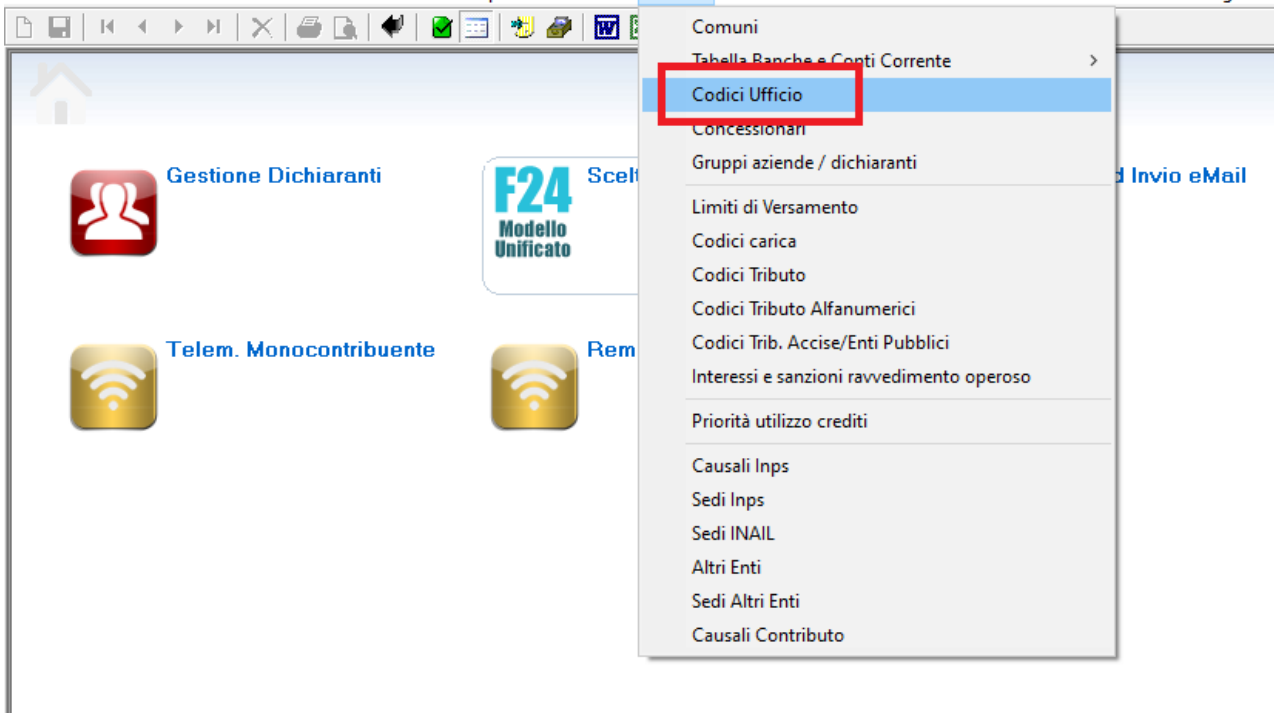 Comuni
Tabella Banche e Conti Corrente
Codici Ufficio
Concessionari
Gruppi aziende / dichiaranti
Limiti di Versamento
Codici carica
Codici Tributo
Codici Tributo Alfanumerici
Codici Trib. Accise/Enti Pubblici
Interessi e sanzioni ravvedimento operoso
Priorità utilizzo crediti
Causali Inps
Sedi Inps
Sedi INAIL
Altri Enti
Sedi Altri Enti
Causali Contributo
Gestione Dichiaranti
F24
Modello
Unificato
Scelt
d Invio eMail
Telem. Monocontribuente
Rem